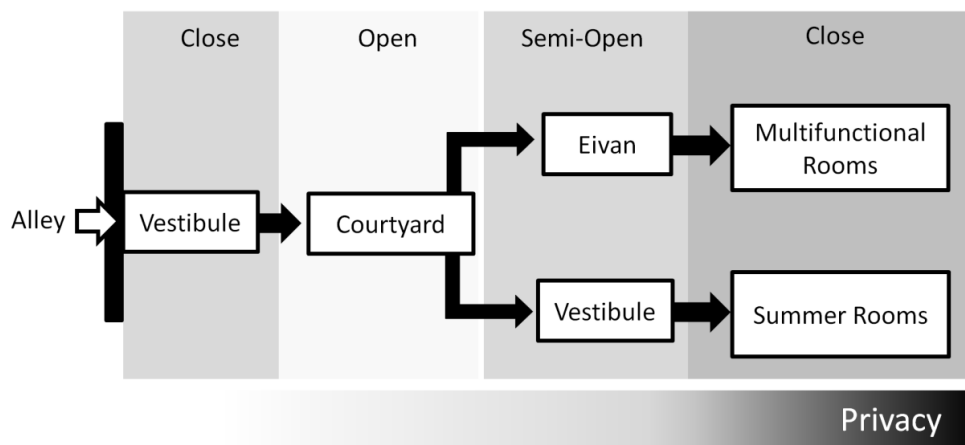 Close
Open
Semi-Open
Close
Eivan
Multifunctional
Rooms
Alley
Vestibule
Courtyard
Vestibule
Summer Rooms
Privacy